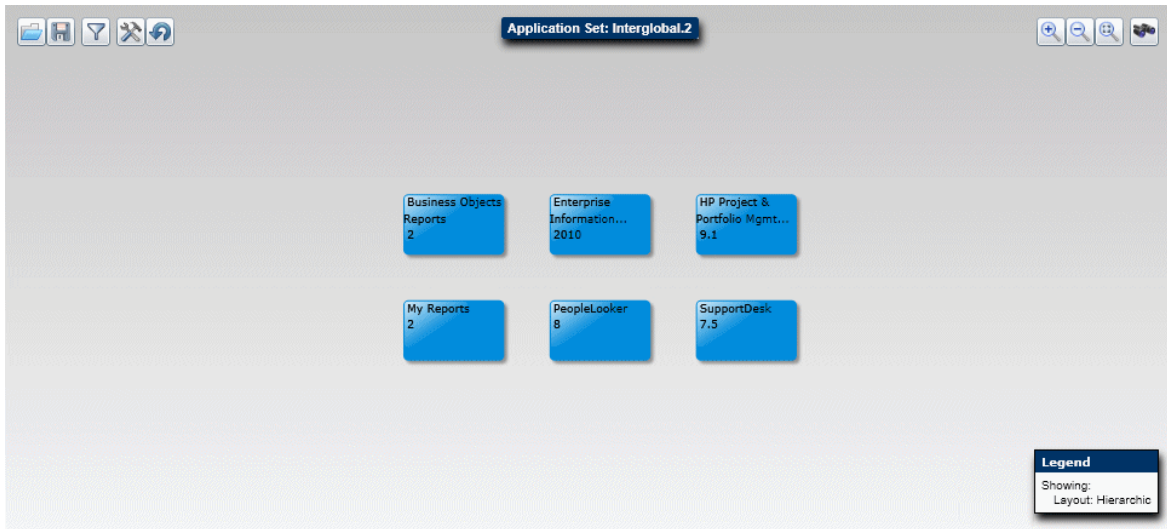 Application Set: Interglobal.2
Business Objects
Reports
2
Enterprise
Information...
2010
HP Project &
Portfolio Mgmt...
9.1
My Reports
2
PeopleLooker
8
SupportDesk
7.5
Legend
Showing:
Layout: Hierarchic